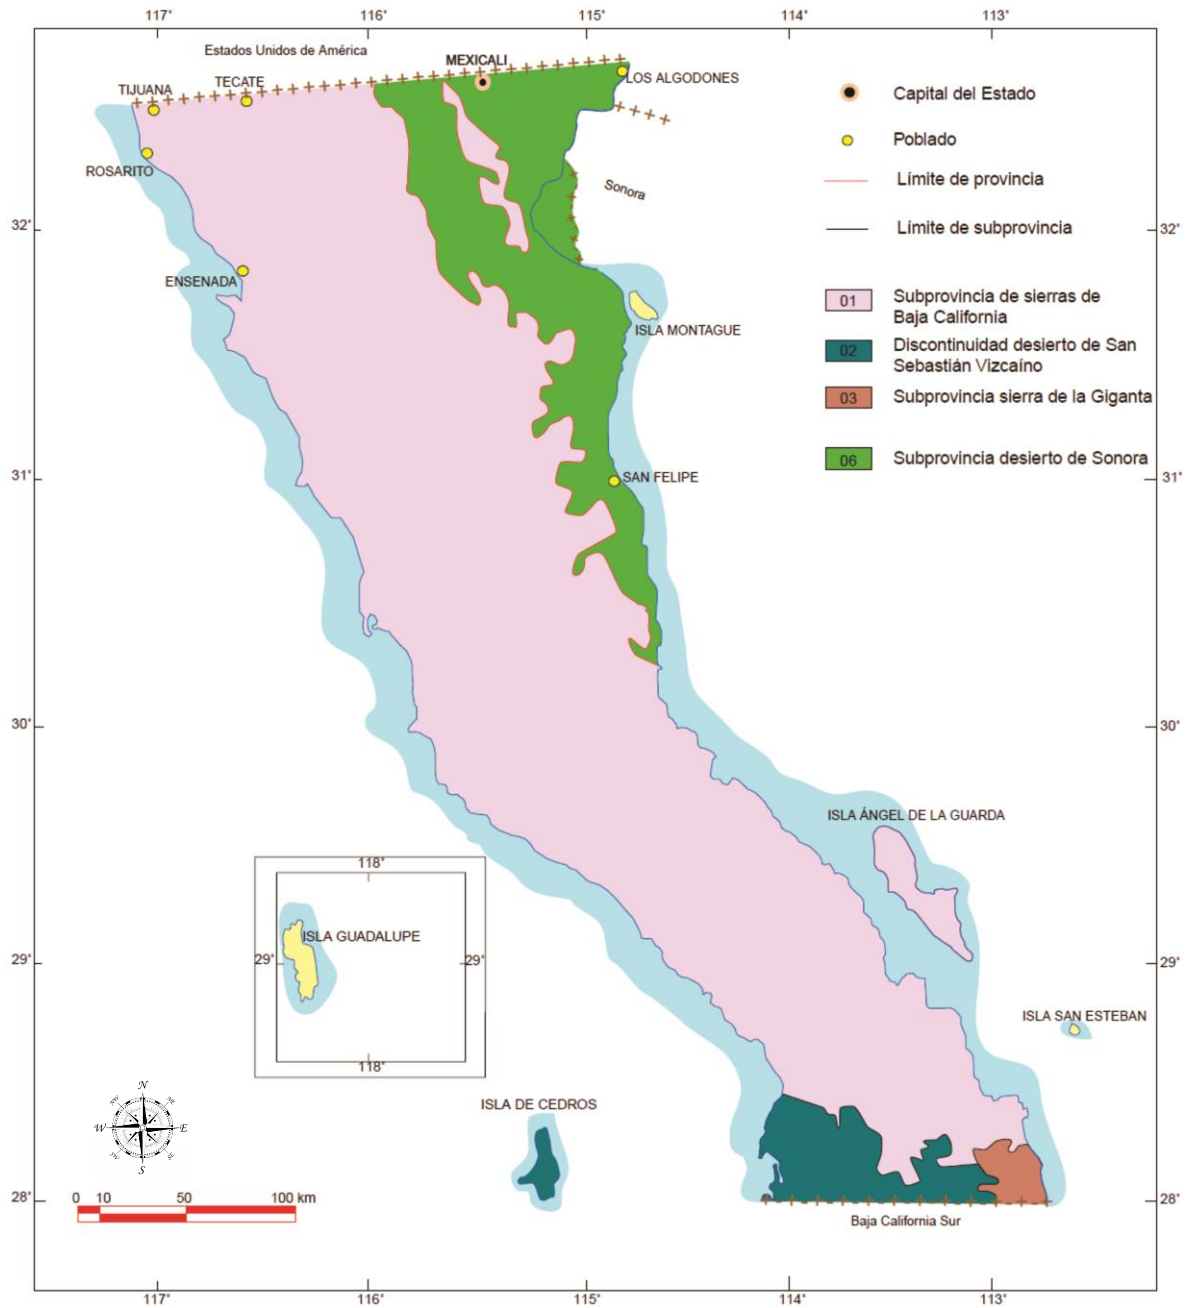 117°
116°
115°
114°
113°
Estados Unidos de América
MEXICALI
TIJUANA
TECATE
LOS ALGODONES
ROSARITO
Sonora
32°
32°
ENSENADA
ISLA MONTAGUE
Capital del Estado
Poblado
Límite de provincia
Límite de subprovincia
01 Subprovincia de sierras de
Baja California
02 Discontinuidad desierto de San
Sebastián Vizcaíno
03 Subprovincia sierra de la Giganta
06 Subprovincia desierto de Sonora
31°
SAN FELIPE
31°
30°
30°
ISLA ÁNGEL DE LA GUARDA
118°
ISLA GUADALUPE
29°
29°
118°
29°
29°
ISLA SAN ESTEBAN
ISLA DE CEDROS
N
W
E
S
0 10 50 100 km
28°
28°
Baja California Sur
117°
116°
115°
114°
113°